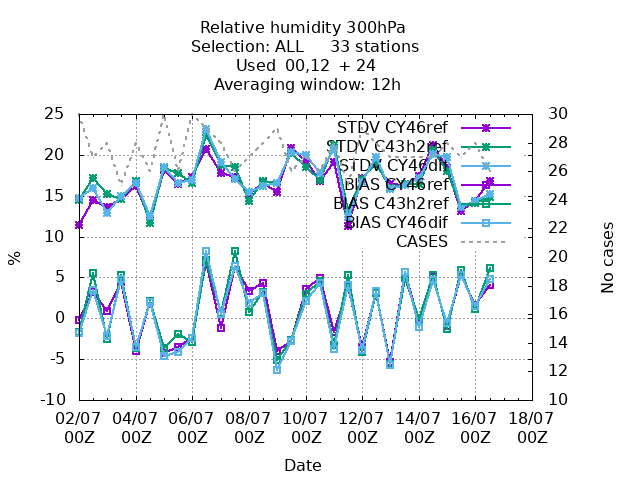 Relative humidity 300hPa
Selection: ALL 33 stations
Used 00,12 + 24
Averaging window: 12h
STDV CY46ref
STDV C43h2ref
STDV CY46dif
BIAS CY46ref
BIAS C43h2ref
BIAS CY46dif
CASES
25
20
15
10
5
0
-5
-10
%
30
28
26
24
22
20
18
16
14
12
10
No cases
02/07 04/07 06/07 08/07 10/07 12/07 14/07 16/07 18/07
00Z 00Z 00Z 00Z 00Z 00Z 00Z 00Z 00Z
Date